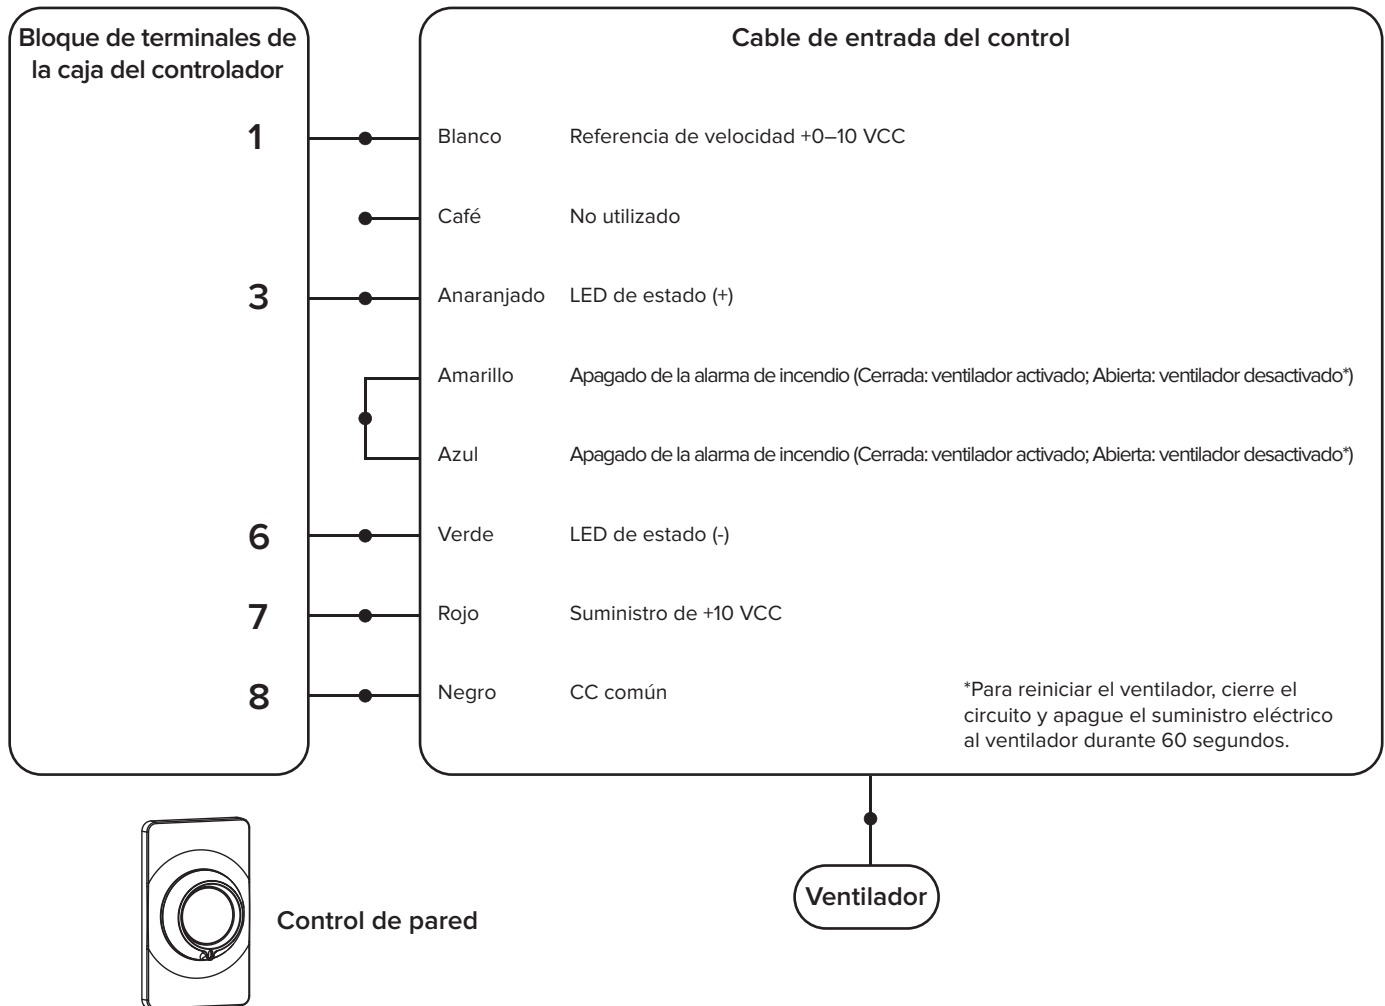 Bloque de terminales de
la caja del controlador
Cable de entrada del control
1 Blanco Referencia de velocidad +0–10 VCC
Café No utilizado
3 Anaranjado LED de estado (+)
Amarillo Apagado de la alarma de incendio (Cerrada: ventilador activado; Abierta: ventilador desactivado*)
Azul Apagado de la alarma de incendio (Cerrada: ventilador activado; Abierta: ventilador desactivado*)
6 Verde LED de estado (-)
7 Rojo Suministro de +10 VCC
8 Negro CC común
*Para reiniciar el ventilador, cierre el
circuito y apague el suministro eléctrico
al ventilador durante 60 segundos.
Ventilador
Control de pared